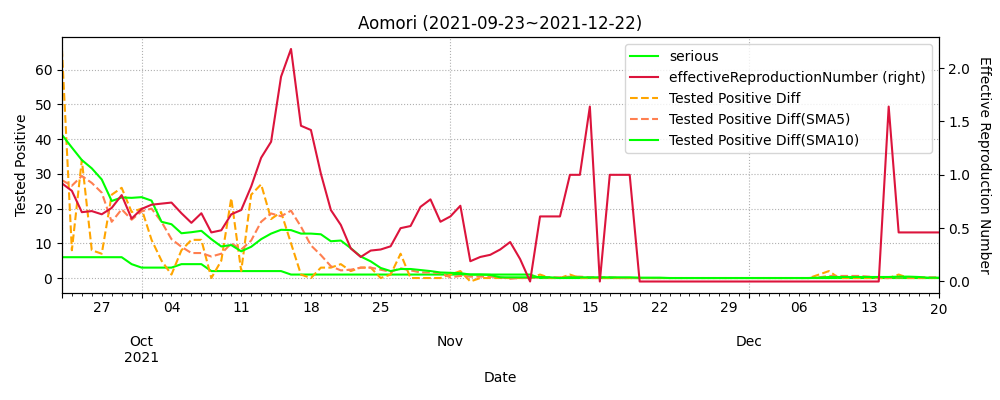 Aomori (2021-09-23~2021-12-22)
serious
effectiveReproductionNumber (right)
Tested Positive Diff
Tested Positive Diff(SMA5)
Tested Positive Diff(SMA10)
Tested Positive
60
50
40
30
20
10
0
2.0
1.5
1.0
0.5
0.0
Effective Reproduction Number
27
04
11
18
25
08
15
22
29
06
13
20
Oct
2021
Nov
Dec
Date